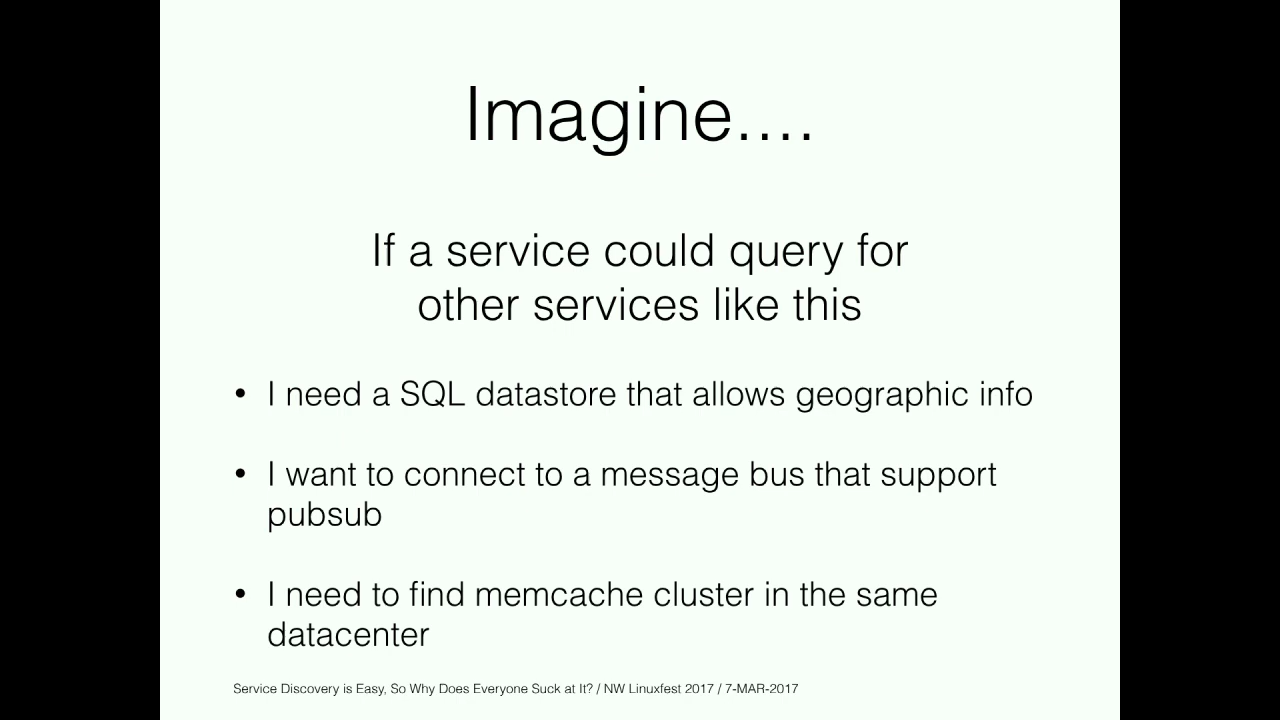 Imagine....
If a service could query for
other services like this
• I need a SQL datastore that allows geographic info
• I want to connect to a message bus that support
pubsub
• I need to find memcache cluster in the same
datacenter
Service Discovery is Easy, So Why Does Everyone Suck at It? / NW Linuxfest 2017 / 7-MAR-2017